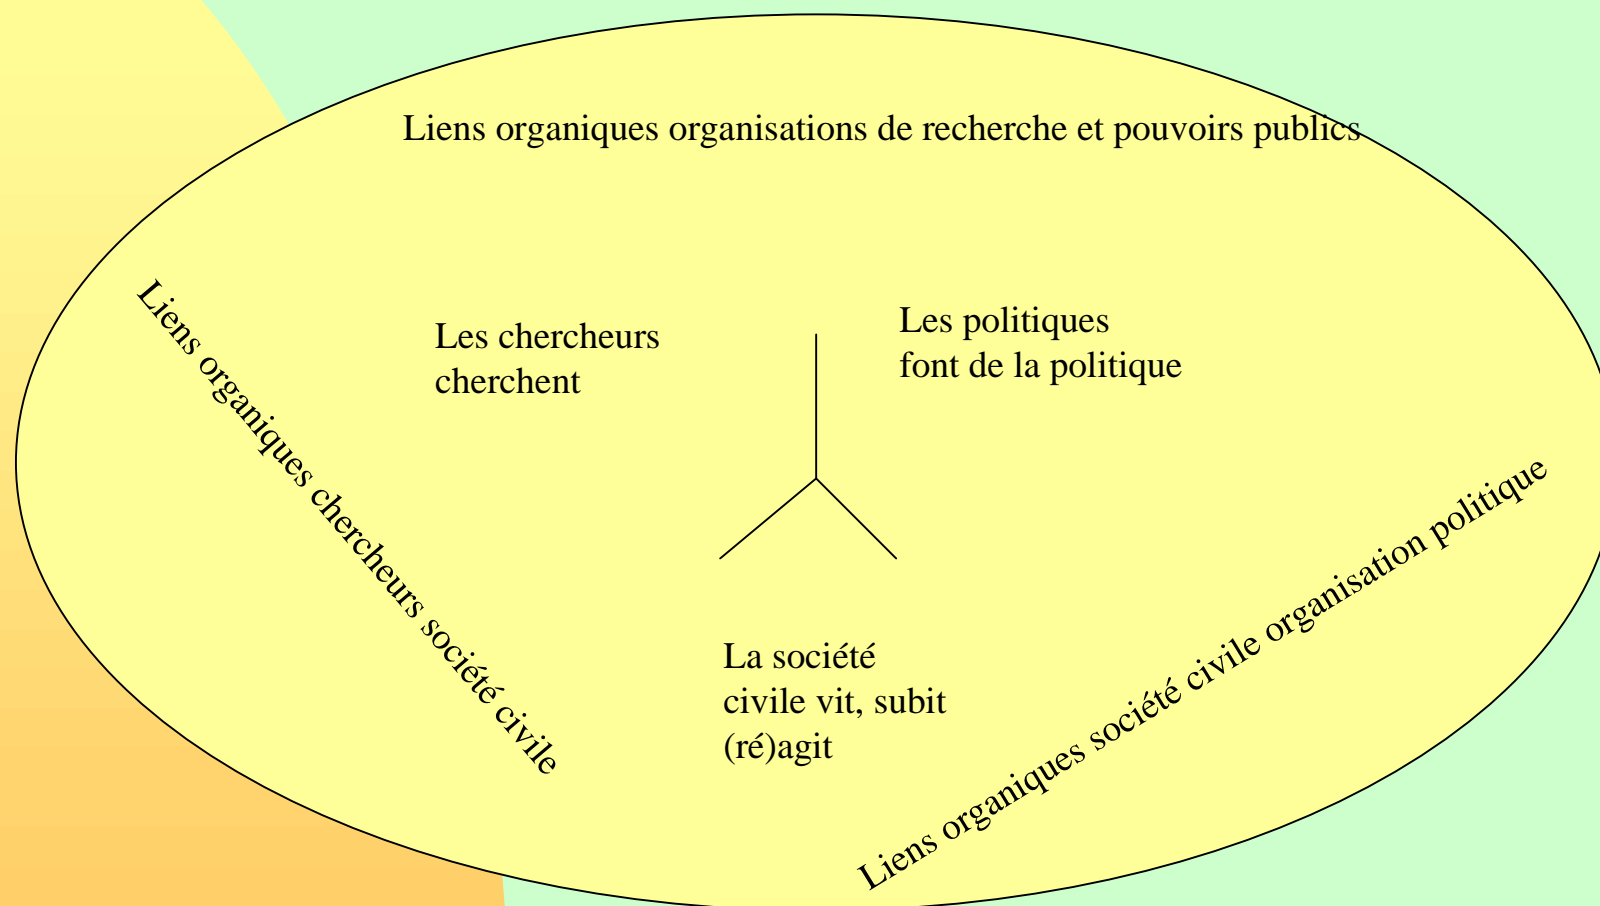 Liens organiques organisations de recherche et pouvoirs publics
Liens organiques chercheurs société civile
Les chercheurs
cherchent
Les politiques
font de la politique
La société
civile vit, subit
(ré)agit
Liens organiques société civile organisation politique